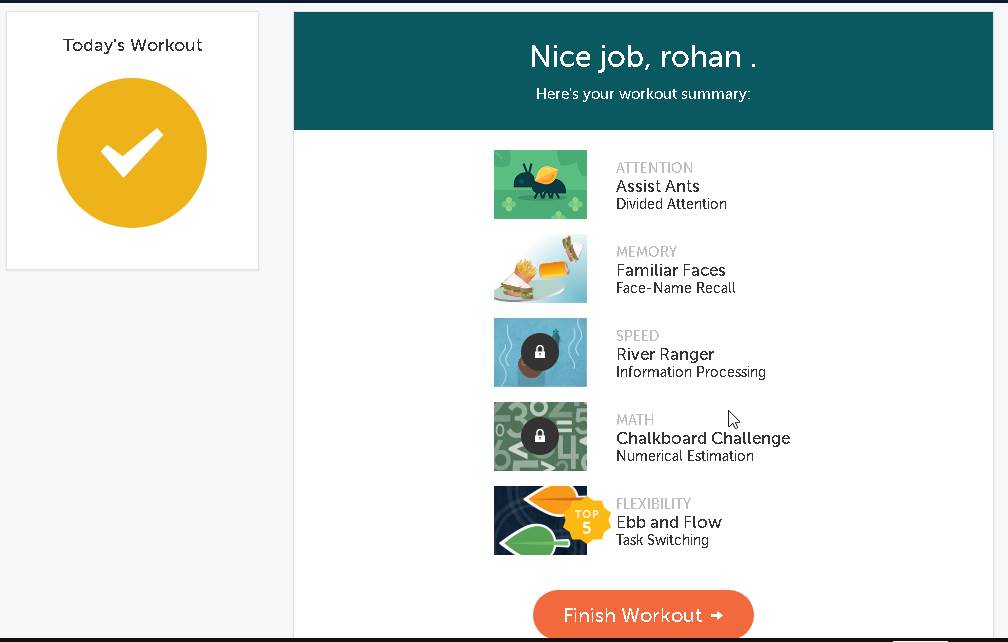 Today's Workout
Nice job, rohan .
Here's your workout summary:
ATTENTION
Assist Ants
Divided Attention
MEMORY
Familiar Faces
Face-Name Recall
SPEED
River Ranger
Information Processing
MATH
Chalkboard Challenge
Numerical Estimation
TOP
5
FLEXIBILITY
Ebb and Flow
Task Switching
Finish Workout →